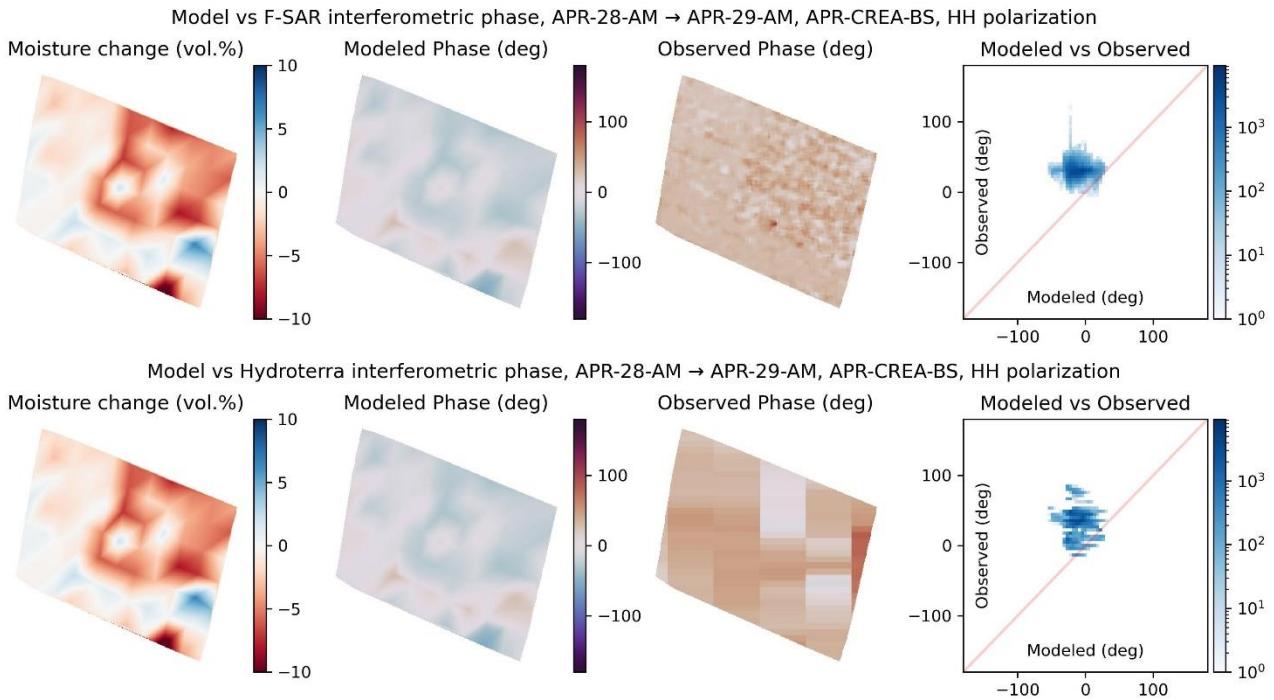 Model vs F-SAR interferometric phase, APR-28-AM → APR-29-AM, APR-CREA-BS, HH polarization
Moisture change (vol.%)
10
5
0
−5
−10
Modeled Phase (deg)
100
0
−100
Observed Phase (deg)
Modeled vs Observed
100
0
−100
Observed (deg)
Modeled (deg)
−100 0 100
10³
10²
10¹
10⁰
Model vs Hydroterra interferometric phase, APR-28-AM → APR-29-AM, APR-CREA-BS, HH polarization
Moisture change (vol.%)
10
5
0
−5
−10
Modeled Phase (deg)
100
0
−100
Observed Phase (deg)
Modeled vs Observed
100
0
−100
Observed (deg)
Modeled (deg)
−100 0 100
10³
10²
10¹
10⁰